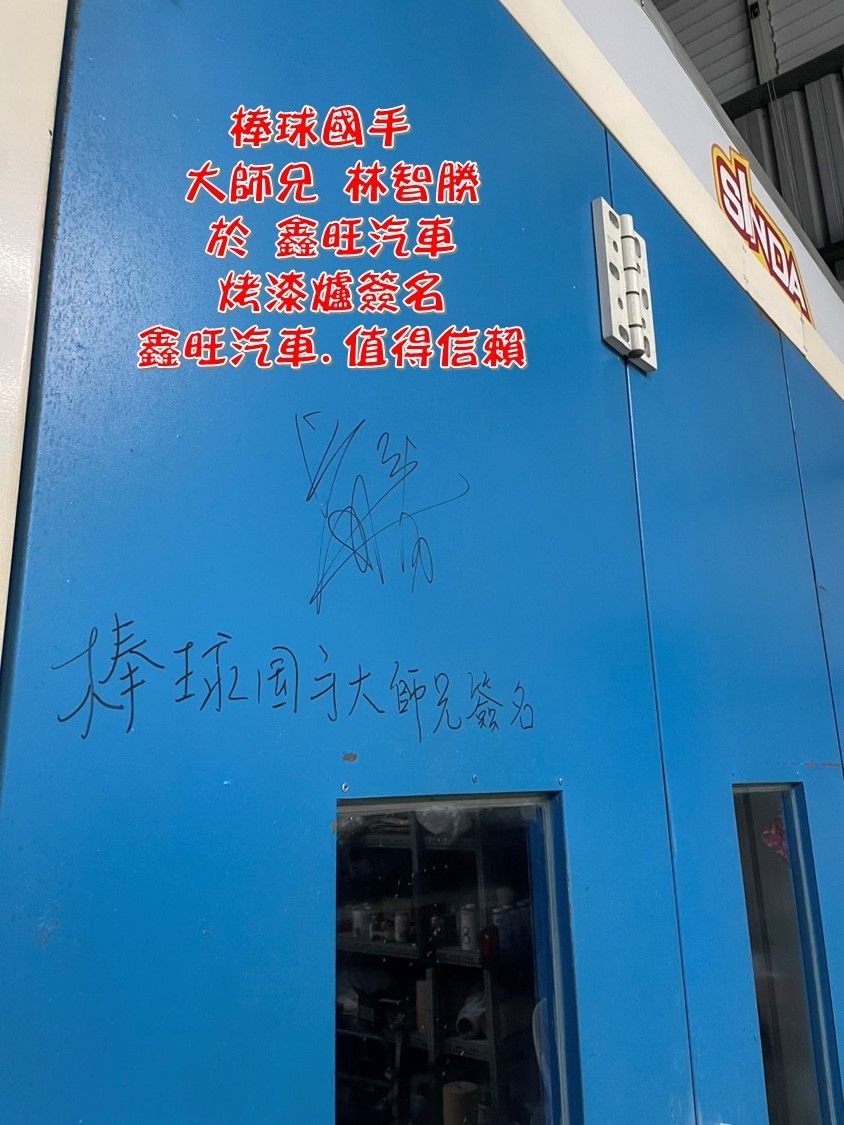 棒球國手
大師兄 林智勝
於 鑫旺汽車
烤漆爐簽名
鑫旺汽車.值得信賴
SINDA
棒球国手大師兄簽名